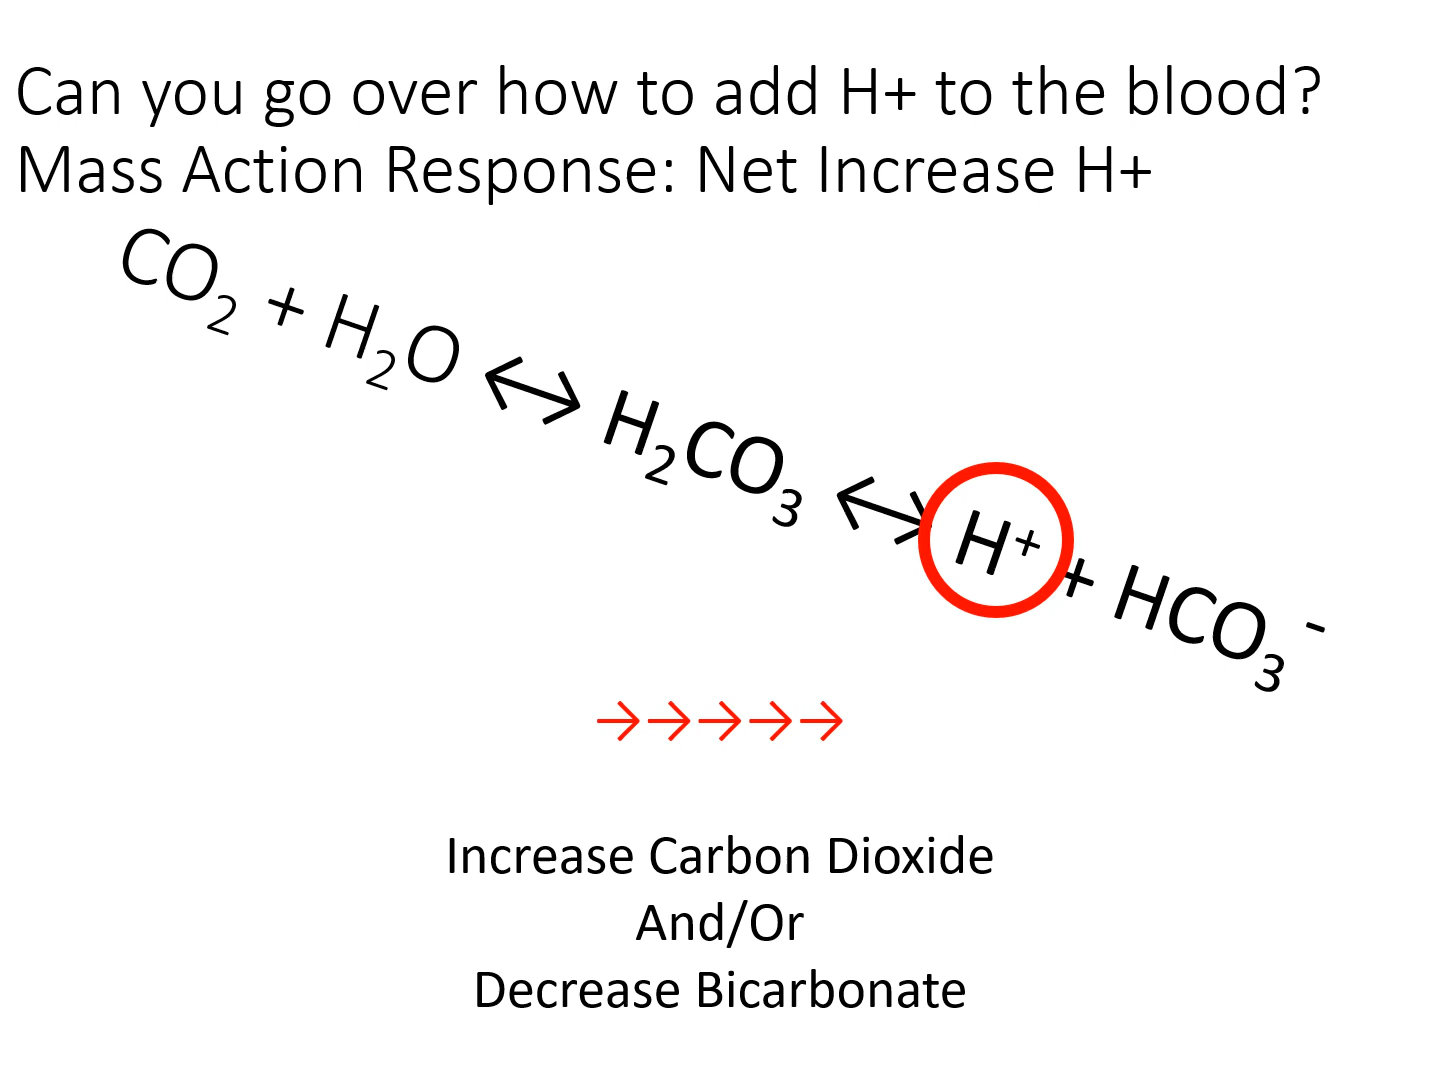 Can you go over how to add H+ to the blood?
Mass Action Response: Net Increase H+
CO₂ + H₂O ↔ H₂CO₃ ↔ H⁺ + HCO₃⁻
→→→→→
Increase Carbon Dioxide
And/Or
Decrease Bicarbonate